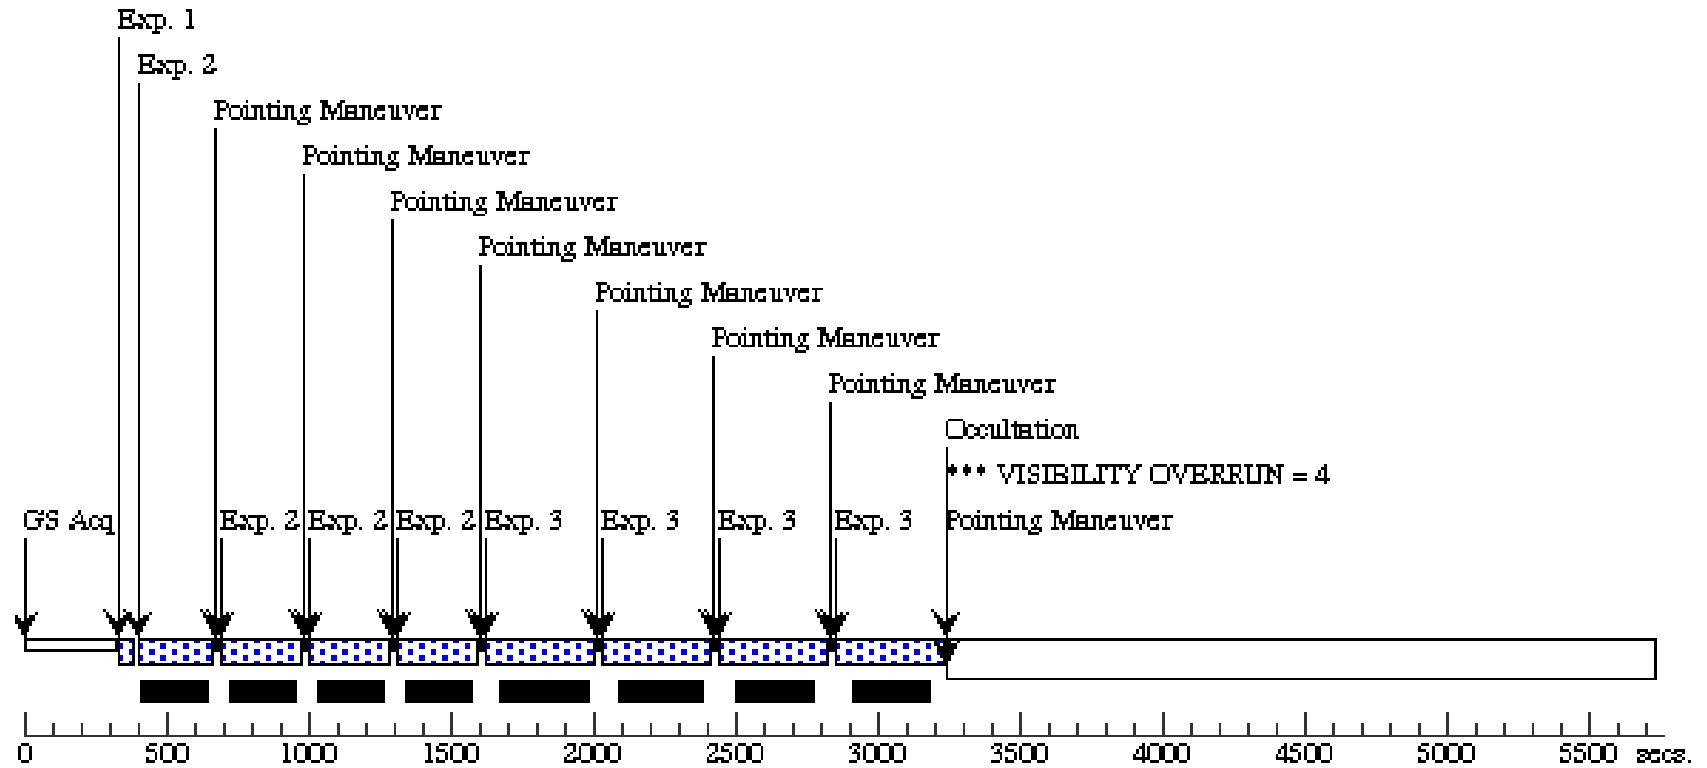 Exp. 1
Exp. 2
Pointing Maneuver
Pointing Maneuver
Pointing Maneuver
Pointing Maneuver
Pointing Maneuver
Pointing Maneuver
Pointing Maneuver
Occultation
*** VISIBILITY OVERRUN = 4
GS Acq Exp. 2 Exp. 2 Exp. 2 Exp. 3 Exp. 3 Exp. 3 Exp. 3 Pointing Maneuver
0 500 1000 1500 2000 2500 3000 3500 4000 4500 5000 5500 secs.